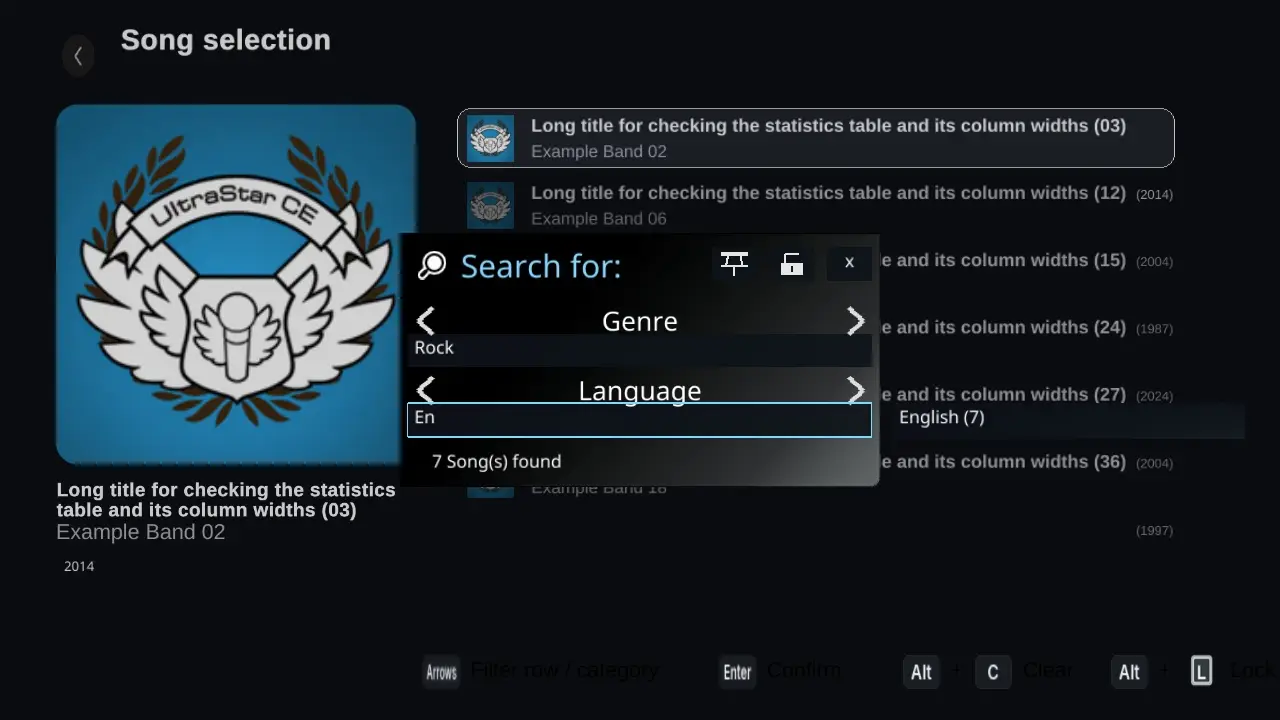 Song selection
UltraStar CE
Long title for checking the statistics table and its column widths (03)
Example Band 02
Long title for checking the statistics table and its column widths (12) (2014)
Example Band 06
Search for:
x
e and its column widths (15) (2004)
Genre
Rock
e and its column widths (24) (1987)
Language
e and its column widths (27) (2024)
En
English (7)
7 Song(s) found
e and its column widths (36) (2004)
Example Band 18
(1997)
Long title for checking the statistics
table and its column widths (03)
Example Band 02
2014
Arrows Filter row / category Enter Confirm Alt + C Clear Alt + L Lock